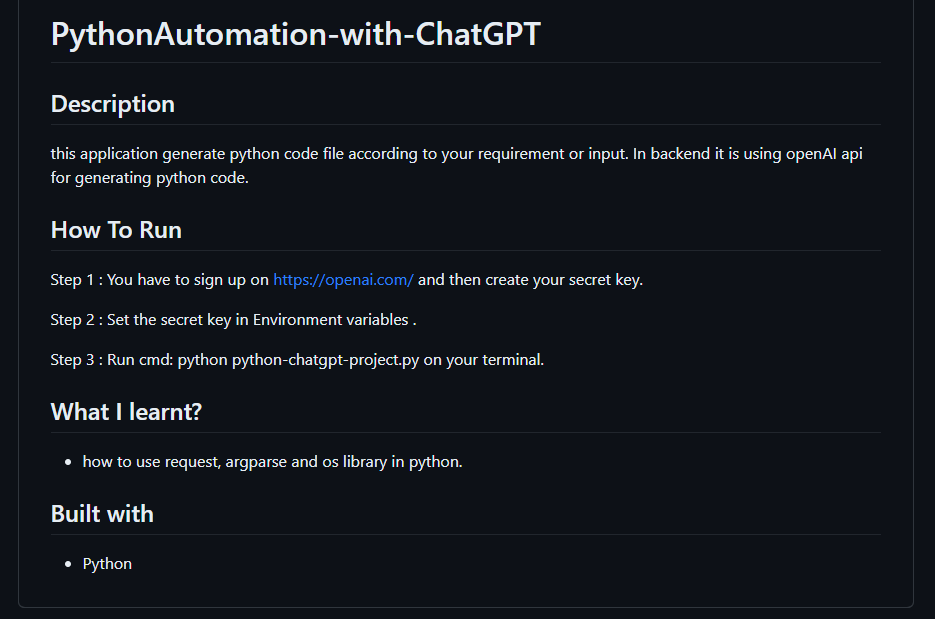 PythonAutomation-with-ChatGPT
Description
this application generate python code file according to your requirement or input. In backend it is using openAI api
for generating python code.
How To Run
Step 1 : You have to sign up on https://openai.com/ and then create your secret key.
Step 2 : Set the secret key in Environment variables .
Step 3 : Run cmd: python python-chatgpt-project.py on your terminal.
What I learnt?
• how to use request, argparse and os library in python.
Built with
• Python